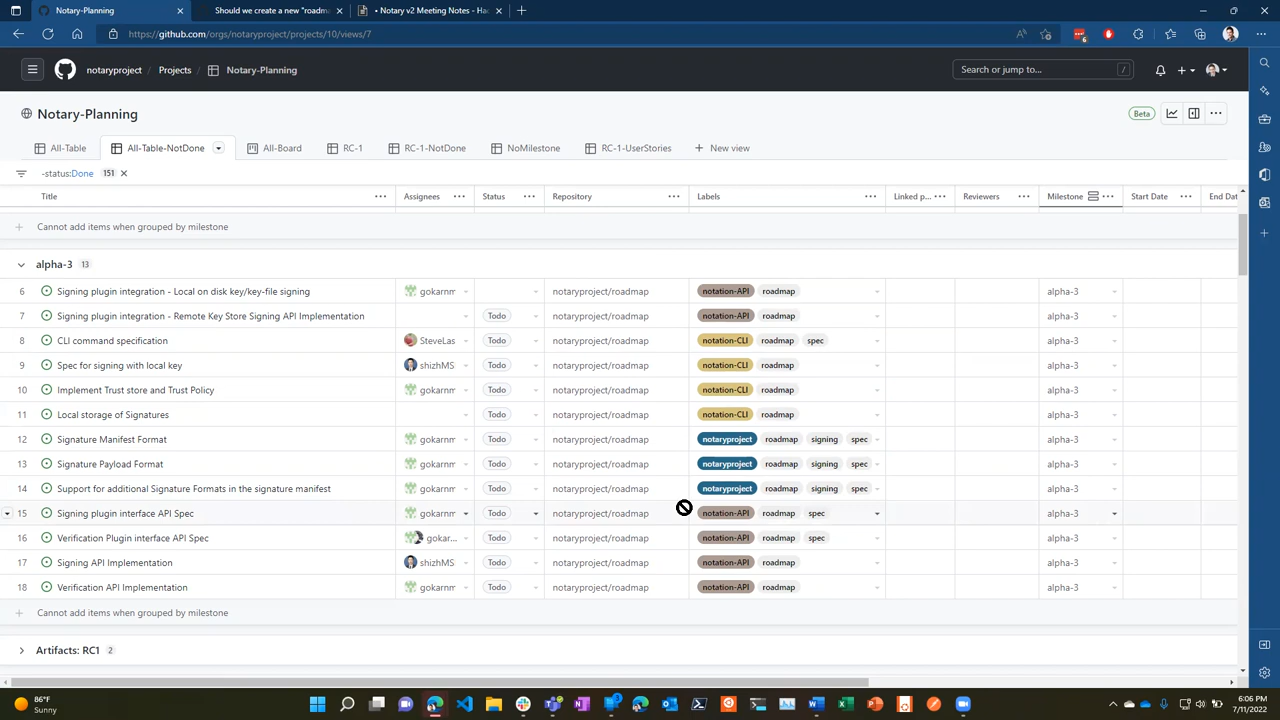 Notary-Planning
Should we create a new "roadm
• Notary v2 Meeting Notes - Hac
https://github.com/orgs/notaryproject/projects/10/views/7
notaryproject Projects Notary-Planning
Search or jump to... /
Notary-Planning
Beta
All-Table All-Table-NotDone All-Board RC-1 RC-1-NotDone NoMilestone RC-1-UserStories New view
-status:Done 151
Title Assignees Status Repository Labels Linked p... Reviewers Milestone Start Date End Dat
Cannot add items when grouped by milestone
alpha-3 13
6 Signing plugin integration - Local on disk key/key-file signing gokarnm notaryproject/roadmap notation-API roadmap alpha-3
7 Signing plugin integration - Remote Key Store Signing API Implementation Todo notaryproject/roadmap notation-API roadmap alpha-3
8 CLI command specification SteveLas Todo notaryproject/roadmap notation-CLI roadmap spec alpha-3
9 Spec for signing with local key shizhMS Todo notaryproject/roadmap notation-CLI roadmap alpha-3
10 Implement Trust store and Trust Policy gokarnm Todo notaryproject/roadmap notation-CLI roadmap alpha-3
11 Local storage of Signatures Todo notaryproject/roadmap notation-CLI roadmap alpha-3
12 Signature Manifest Format gokarnm Todo notaryproject/roadmap notaryproject roadmap signing spec alpha-3
13 Signature Payload Format gokarnm Todo notaryproject/roadmap notaryproject roadmap signing spec alpha-3
14 Support for additional Signature Formats in the signature manifest gokarnm Todo notaryproject/roadmap notaryproject roadmap signing spec alpha-3
15 Signing plugin interface API Spec gokarnm Todo notaryproject/roadmap notation-API roadmap spec alpha-3
16 Verification Plugin interface API Spec gokar... Todo notaryproject/roadmap notation-API roadmap spec alpha-3
17 Signing API Implementation shizhMS Todo notaryproject/roadmap notation-API roadmap alpha-3
18 Verification API Implementation gokarnm Todo notaryproject/roadmap notation-API roadmap alpha-3
Cannot add items when grouped by milestone
Artifacts: RC1 2
86°F
Sunny
6:06 PM
7/11/2022